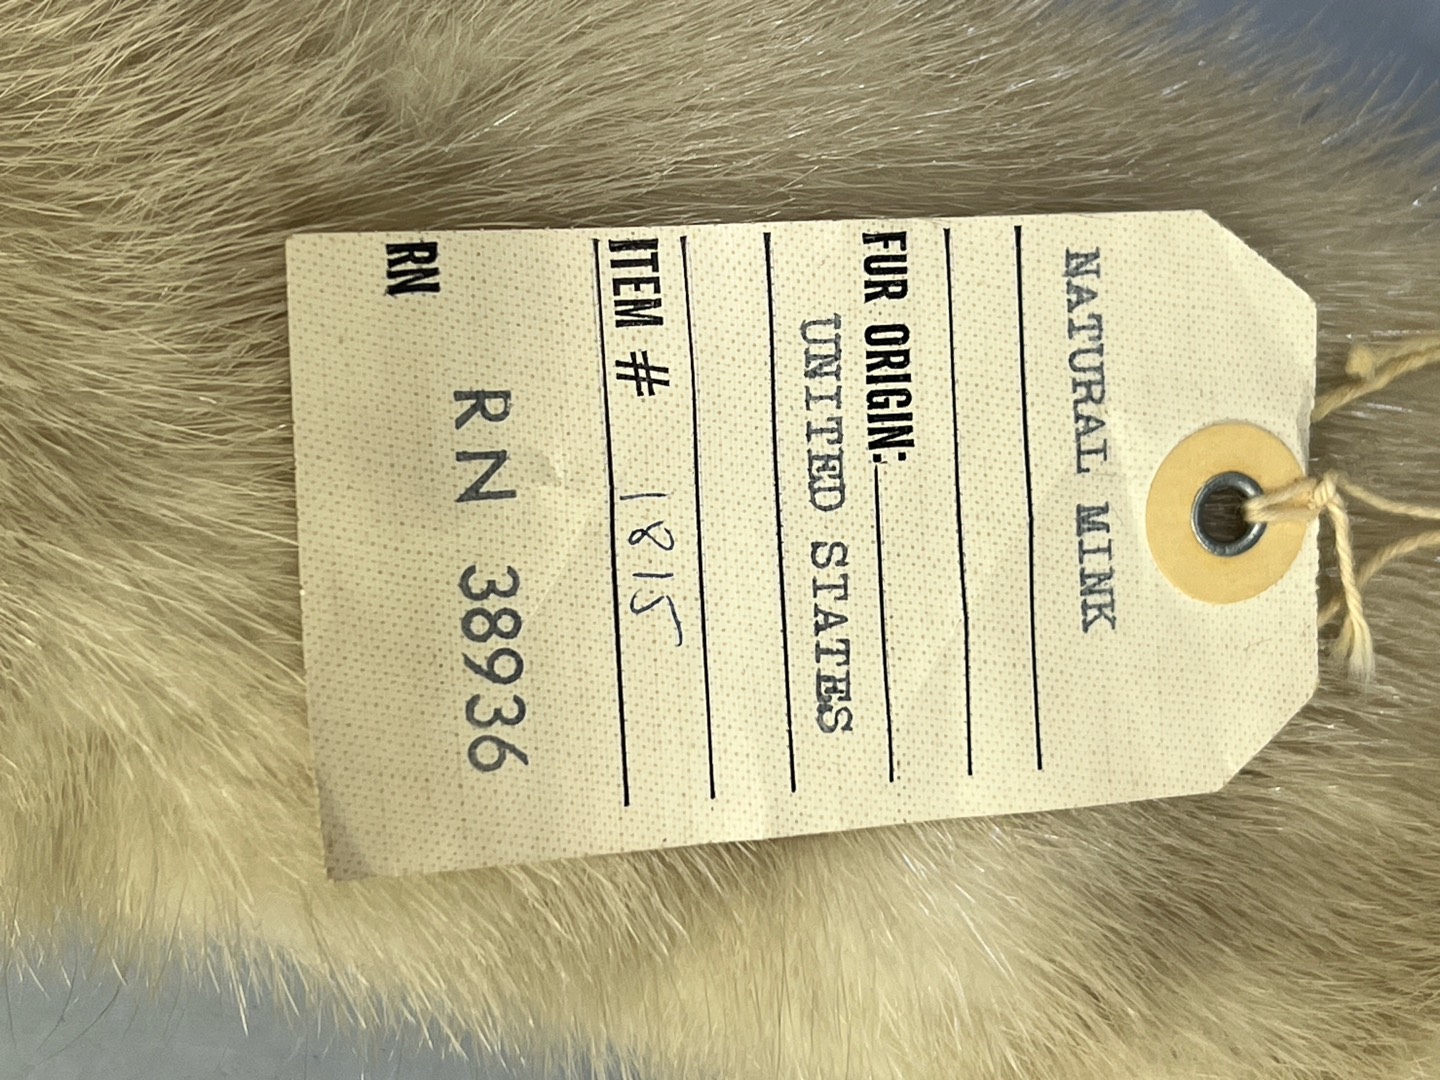 NATURAL MINK
FUR ORIGIN:
UNITED STATES
ITEM # 1815
RN 38936
RN